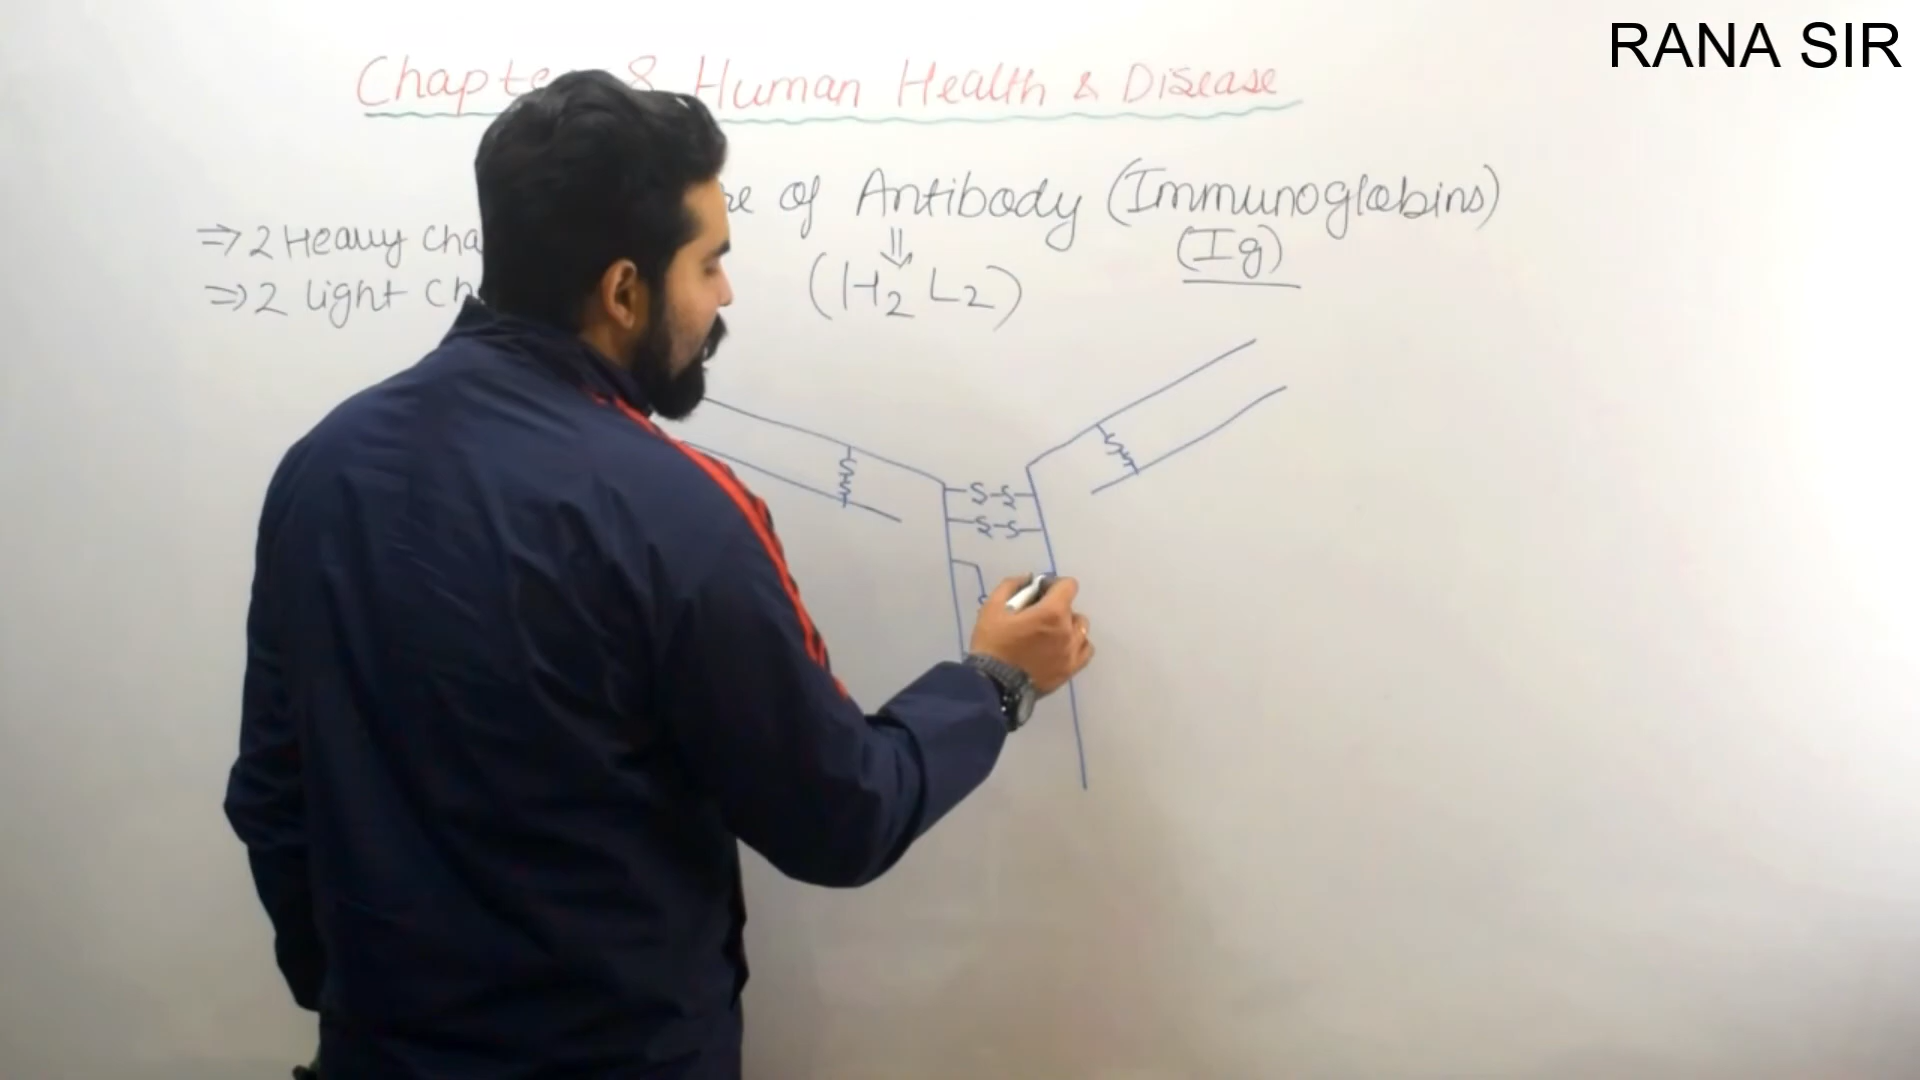 RANA SIR
Chapte 8 Human Health & Disease
re of Antibody (Immunoglobins)
⇒ 2 Heavy Cha
(Ig)
⇒ 2 light Ch
(H₂ L₂)
S-S
S-S
S S
S S
S